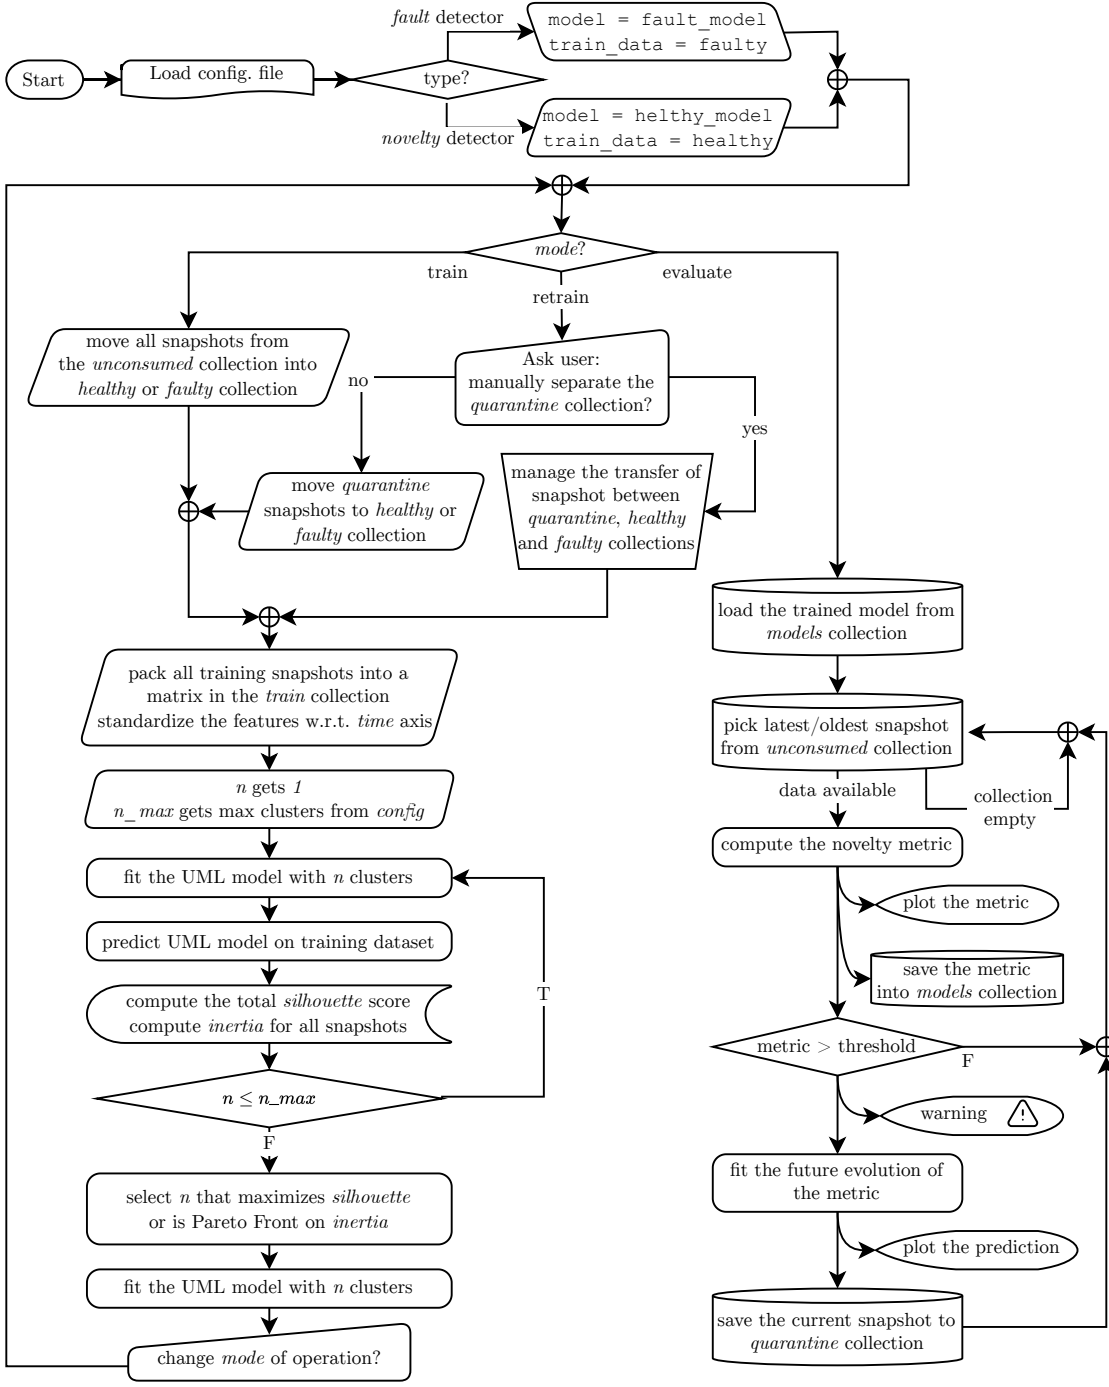 fault detector
model = fault_model
train_data = faulty
Start
Load config. file
type?
model = helthy_model
train_data = healthy
novelty detector
mode?
train
evaluate
retrain
move all snapshots from
the unconsumed collection into
healthy or faulty collection
Ask user:
manually separate the
quarantine collection?
no
yes
move quarantine
snapshots to healthy or
faulty collection
manage the transfer of
snapshot between
quarantine, healthy
and faulty collections
load the trained model from
models collection
pack all training snapshots into a
matrix in the train collection
standardize the features w.r.t. time axis
pick latest/oldest snapshot
from unconsumed collection
data available
collection
empty
n gets 1
n_max gets max clusters from config
compute the novelty metric
fit the UML model with n clusters
plot the metric
predict UML model on training dataset
save the metric
into models collection
compute the total silhouette score
compute inertia for all snapshots
T
metric > threshold
F
n ≤ n_max
warning
F
fit the future evolution of
the metric
select n that maximizes silhouette
or is Pareto Front on inertia
plot the prediction
fit the UML model with n clusters
save the current snapshot to
quarantine collection
change mode of operation?